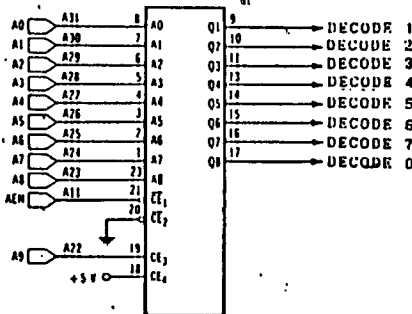 U1
A0 A31 8 A0 Q1 9 DECODE 1
A1 A30 7 A1 Q2 10 DECODE 2
A2 A29 6 A2 Q3 11 DECODE 3
A3 A28 5 A3 Q4 13 DECODE 4
A4 A27 4 A4 Q5 14 DECODE 5
A5 A26 3 A5 Q6 15 DECODE 6
A6 A25 2 A6 Q7 16 DECODE 7
A7 A24 1 A7 Q8 17 DECODE 0
A8 A23 23 A8
AEN A11 21 CE1
20 CE2
A9 A22 19 CE3
+5 V 18 CE4